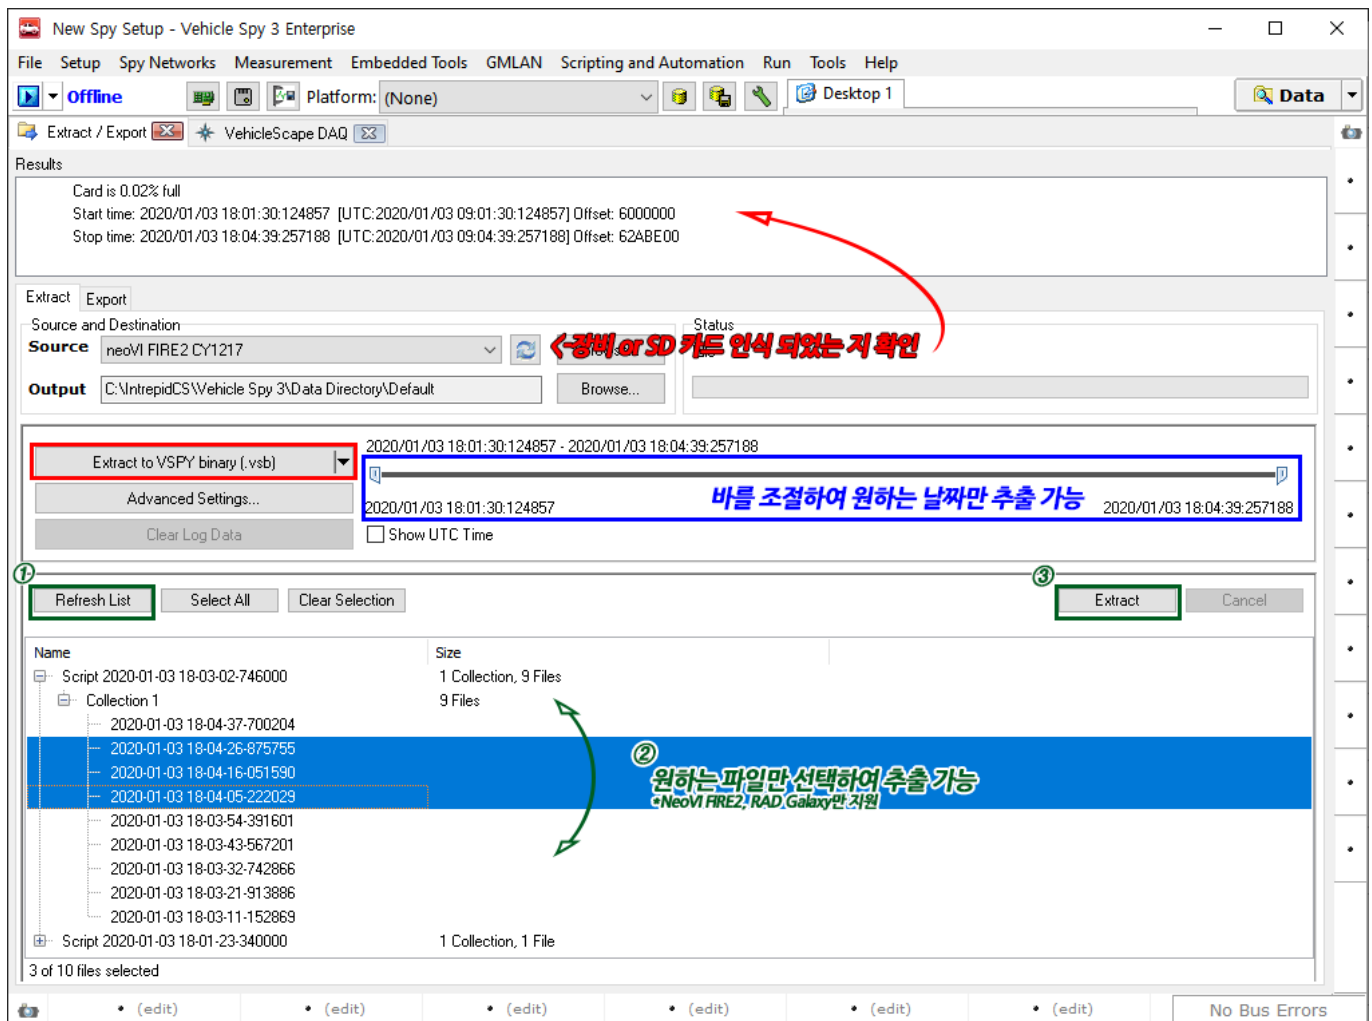 New Spy Setup - Vehicle Spy 3 Enterprise
File Setup Spy Networks Measurement Embedded Tools GMLAN Scripting and Automation Run Tools Help
Offline Platform: (None) Desktop 1 Data
Extract / Export VehicleScape DAQ
Results
Card is 0.02% full
Start time: 2020/01/03 18:01:30:124857 [UTC:2020/01/03 09:01:30:124857] Offset: 6000000
Stop time: 2020/01/03 18:04:39:257188 [UTC:2020/01/03 09:04:39:257188] Offset: 62ABE00
Extract Export
Source and Destination Status
Source neoVI FIRE2 CY1217 <-장비 or SD 카드 인식 되었는 지 확인
Output C:\IntrepidCS\Vehicle Spy 3\Data Directory\Default Browse...
2020/01/03 18:01:30:124857 - 2020/01/03 18:04:39:257188
Extract to VSPY binary (.vsb)
Advanced Settings... 바를 조절하여 원하는 날짜만 추출 가능
2020/01/03 18:01:30:124857 2020/01/03 18:04:39:257188
Clear Log Data Show UTC Time
① ③
Refresh List Select All Clear Selection Extract Cancel
Name Size
Script 2020-01-03 18-03-02-746000 1 Collection, 9 Files
Collection 1 9 Files
2020-01-03 18-04-37-700204
2020-01-03 18-04-26-875755 ②
2020-01-03 18-04-16-051590 원하는 파일만 선택하여 추출 가능
2020-01-03 18-04-05-222029 *NeoVI FIRE2, RAD Galaxy만 지원
2020-01-03 18-03-54-391601
2020-01-03 18-03-43-567201
2020-01-03 18-03-32-742866
2020-01-03 18-03-21-913886
2020-01-03 18-03-11-152869
Script 2020-01-03 18-01-23-340000 1 Collection, 1 File
3 of 10 files selected
(edit) (edit) (edit) (edit) (edit) (edit) No Bus Errors